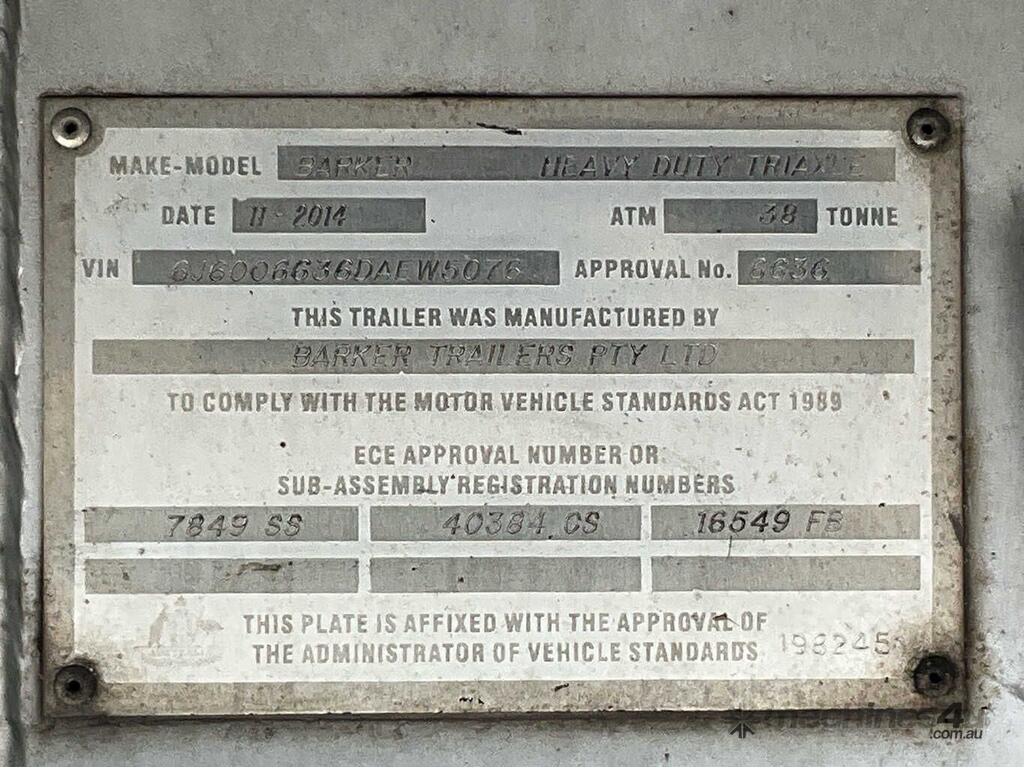 MAKE-MODEL BARKER HEAVY DUTY TRIAXLE
DATE 11-2014 ATM 38 TONNE
VIN 6J6006636DAEW5076 APPROVAL No. 6636
THIS TRAILER WAS MANUFACTURED BY
BARKER TRAILERS PTY LTD
TO COMPLY WITH THE MOTOR VEHICLE STANDARDS ACT 1989
ECE APPROVAL NUMBER OR
SUB-ASSEMBLY REGISTRATION NUMBERS
7849 SS 40384 CS 16549 FB
THIS PLATE IS AFFIXED WITH THE APPROVAL OF
THE ADMINISTRATOR OF VEHICLE STANDARDS 198245
machines4u
.com.au